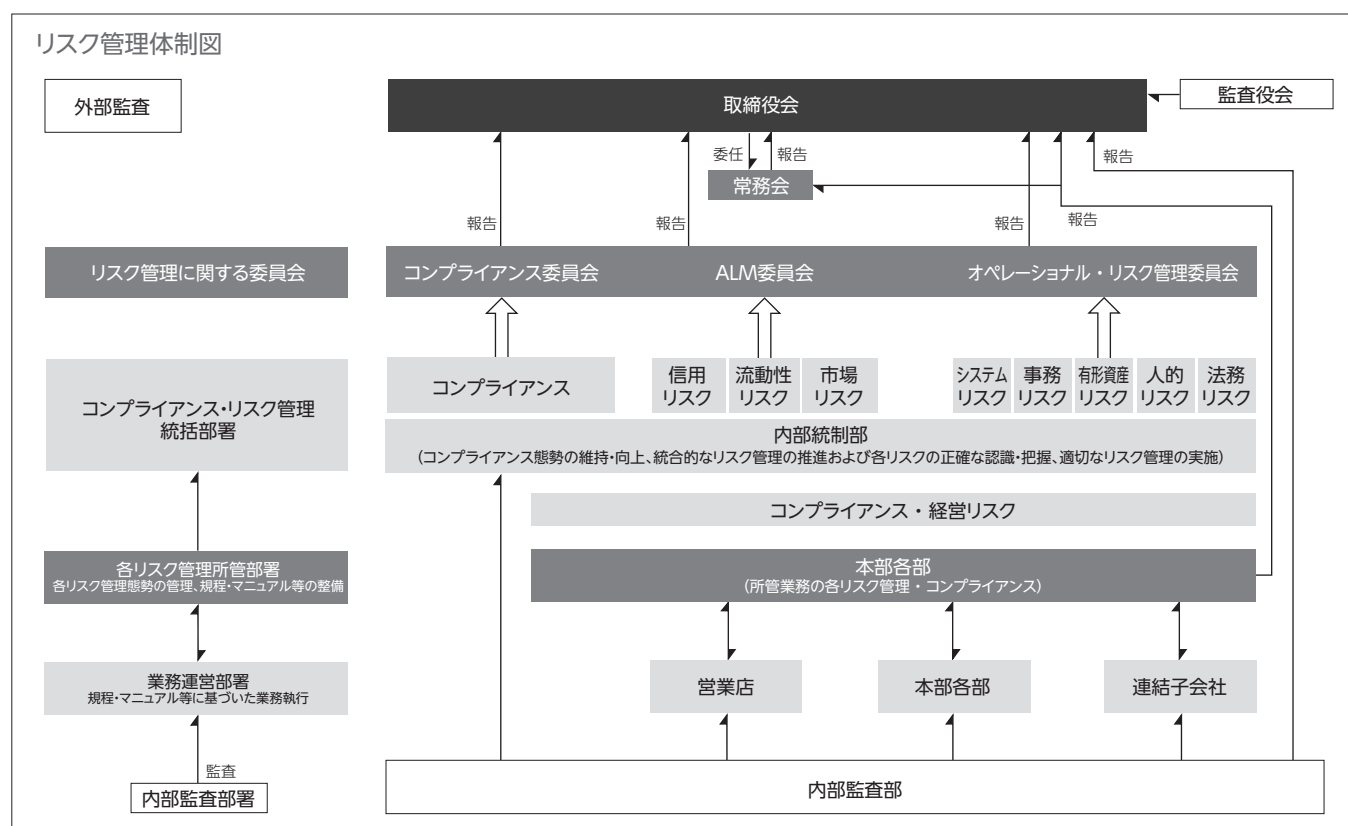 リスク管理体制図
外部監査
取締役会
監査役会
委任
報告
報告
常務会
報告
報告
報告
報告
リスク管理に関する委員会
コンプライアンス委員会
ALM委員会
オペレーショナル・リスク管理委員会
コンプライアンス・リスク管理
統括部署
コンプライアンス
信用
リスク
流動性
リスク
市場
リスク
システム
リスク
事務
リスク
有形資産
リスク
人的
リスク
法務
リスク
内部統制部
(コンプライアンス態勢の維持・向上、統合的なリスク管理の推進および各リスクの正確な認識・把握、適切なリスク管理の実施)
コンプライアンス・経営リスク
各リスク管理所管部署
各リスク管理態勢の管理、規程・マニュアル等の整備
本部各部
(所管業務の各リスク管理・コンプライアンス)
業務運営部署
規程・マニュアル等に基づいた業務執行
営業店
本部各部
連結子会社
監査
内部監査部署
内部監査部